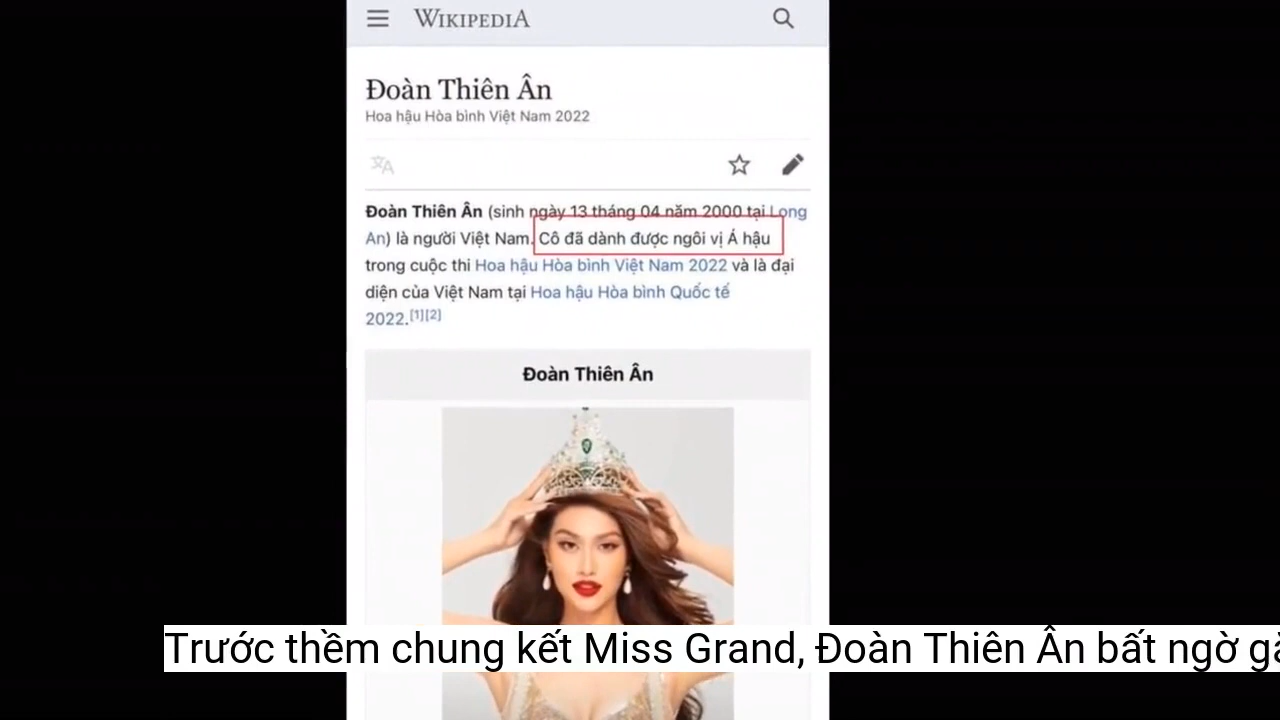 WIKIPEDIA
Đoàn Thiên Ân
Hoa hậu Hòa bình Việt Nam 2022
Đoàn Thiên Ân (sinh ngày 13 tháng 04 năm 2000 tại Long
An) là người Việt Nam. Cô đã dành được ngôi vị Á hậu
trong cuộc thi Hoa hậu Hòa bình Việt Nam 2022 và là đại
diện của Việt Nam tại Hoa hậu Hòa bình Quốc tế
2022.[1][2]
Đoàn Thiên Ân
Trước thềm chung kết Miss Grand, Đoàn Thiên Ân bất ngờ